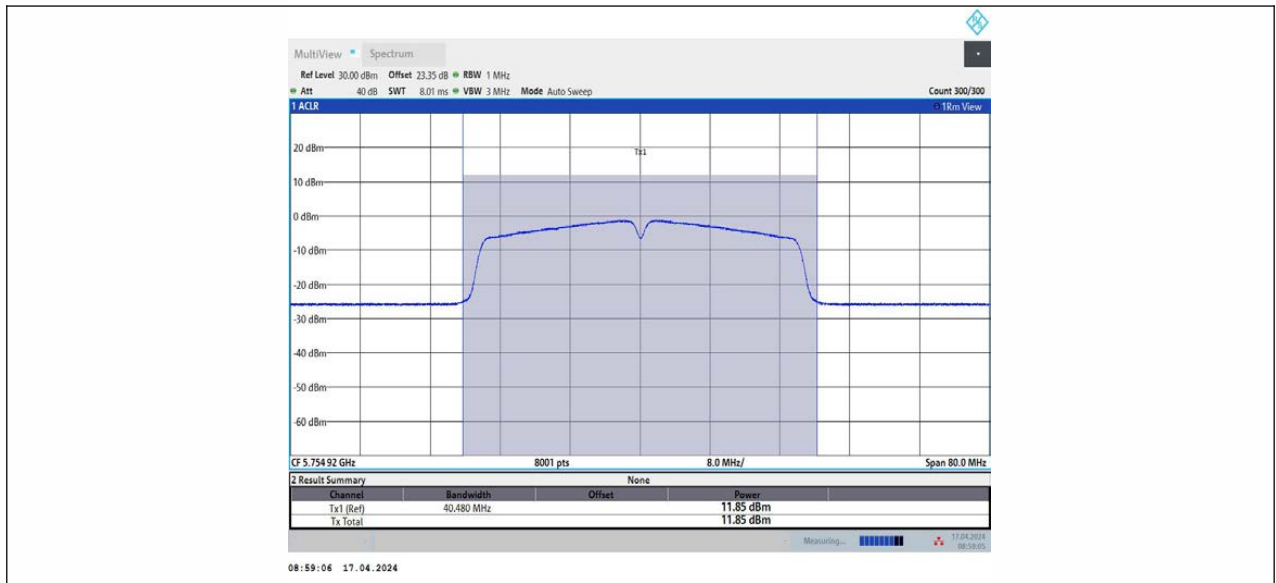 MultiView Spectrum
Ref Level 30.00 dBm Offset 23.35 dB RBW 1 MHz
Att 40 dB SWT 8.01 ms VBW 3 MHz Mode Auto Sweep Count 300/300
1 ACLR 1Rm View
20 dBm
Tx1
10 dBm
0 dBm
-10 dBm
-20 dBm
-30 dBm
-40 dBm
-50 dBm
-60 dBm
CF 5.754 92 GHz 8001 pts 8.0 MHz/ Span 80.0 MHz
2 Result Summary None
Channel Bandwidth Offset Power
Tx1 (Ref) 40.480 MHz 11.85 dBm
Tx Total 11.85 dBm
Measuring... 17.04.2024
08:59:05
08:59:06 17.04.2024